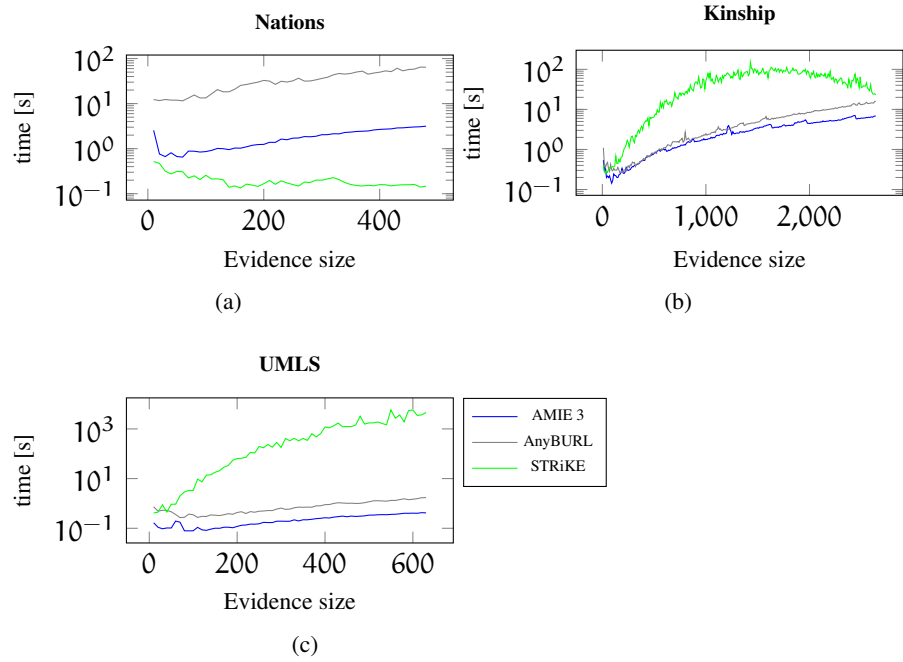 Nations
10^2
10^1
10^0
10^−1
time [s]
0
200
400
Evidence size
(a)
Kinship
10^2
10^1
10^0
10^−1
time [s]
0
1,000
2,000
Evidence size
(b)
UMLS
10^3
10^1
10^−1
time [s]
0
200
400
600
Evidence size
(c)
AMIE 3
AnyBURL
STRiKE